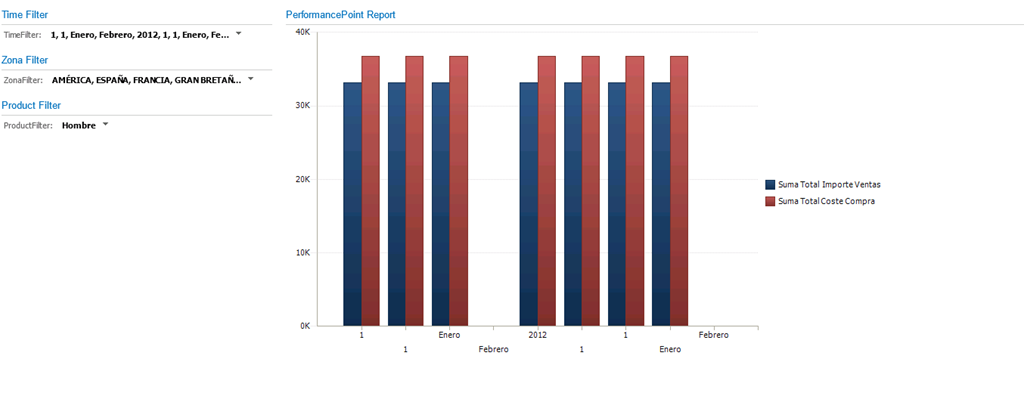 Time Filter
TimeFilter: 1, 1, Enero, Febrero, 2012, 1, 1, Enero, Fe...
Zona Filter
ZonaFilter: AMÉRICA, ESPAÑA, FRANCIA, GRAN BRETAÑ...
Product Filter
ProductFilter: Hombre
PerformancePoint Report
40K
30K
20K
10K
0K
1 Enero 2012 1 Febrero
1 Febrero 1 Enero
Suma Total Importe Ventas
Suma Total Coste Compra